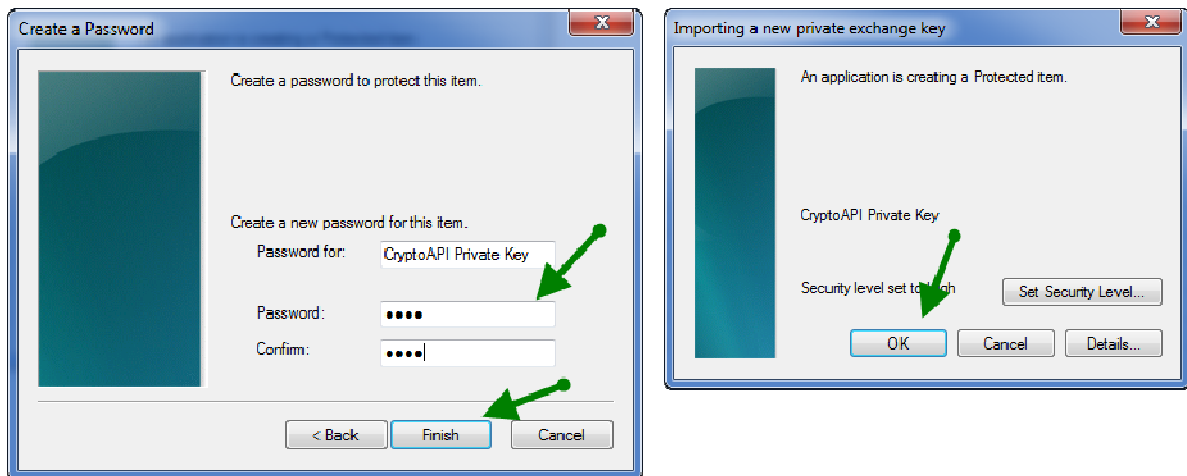 Create a Password
Create a password to protect this item.
Create a new password for this item.
Password for: CryptoAPI Private Key
Password: ●●●●
Confirm: ●●●●
< Back Finish Cancel
Importing a new private exchange key
An application is creating a Protected item.
CryptoAPI Private Key
Security level set to High
Set Security Level...
OK Cancel Details...